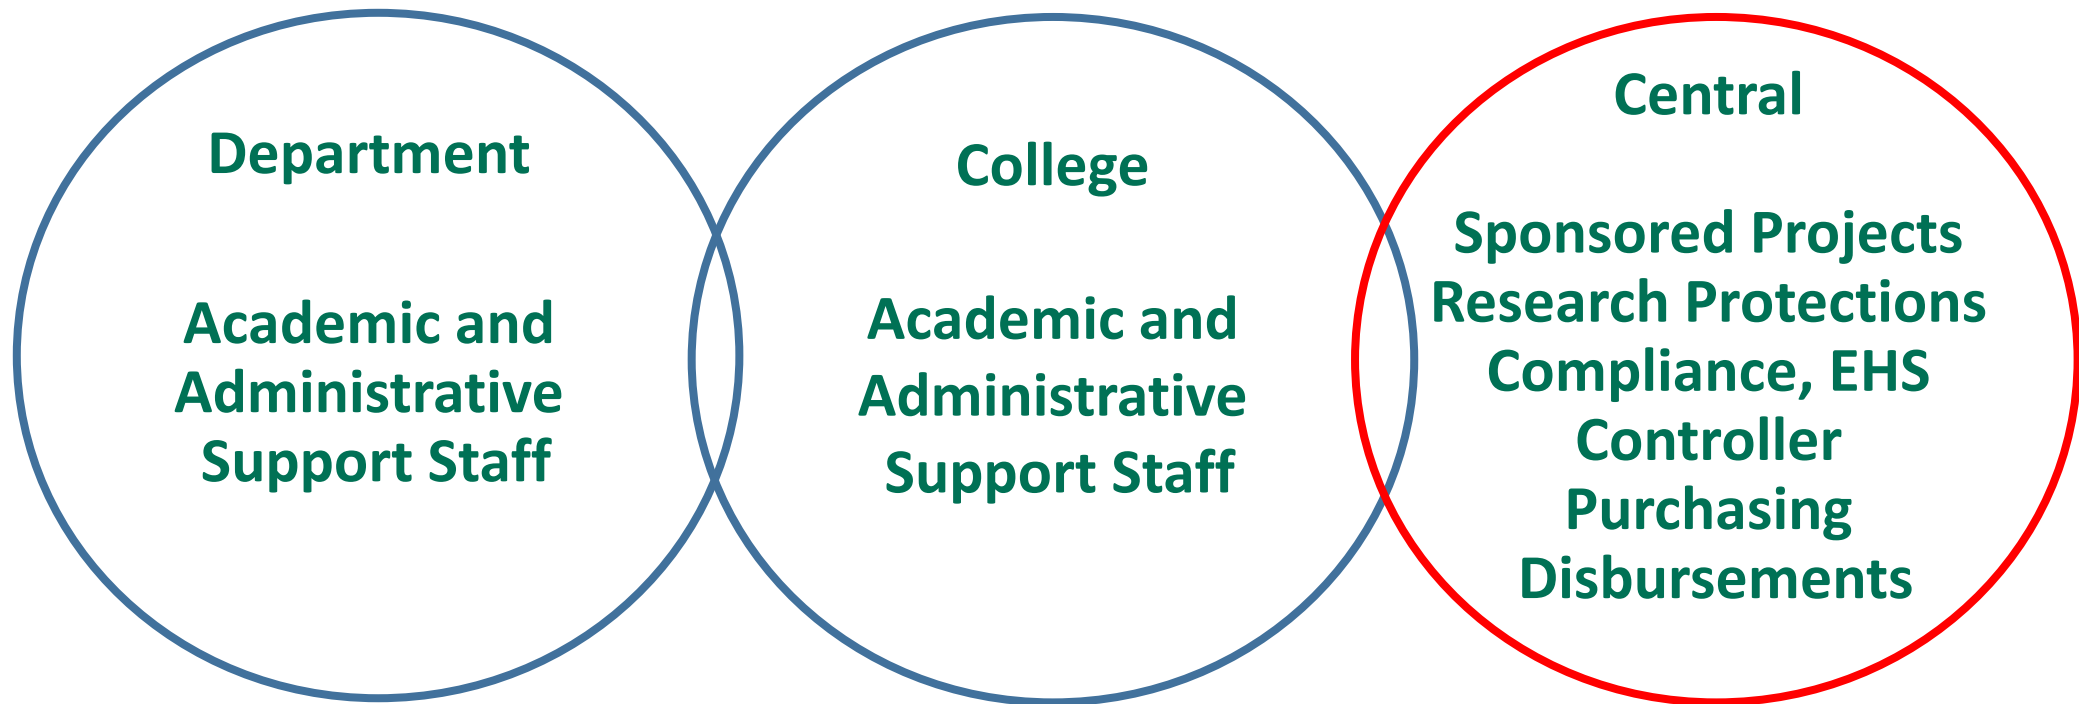 Department
Academic and
Administrative
Support Staff
College
Academic and
Administrative
Support Staff
Central
Sponsored Projects
Research Protections
Compliance, EHS
Controller
Purchasing
Disbursements